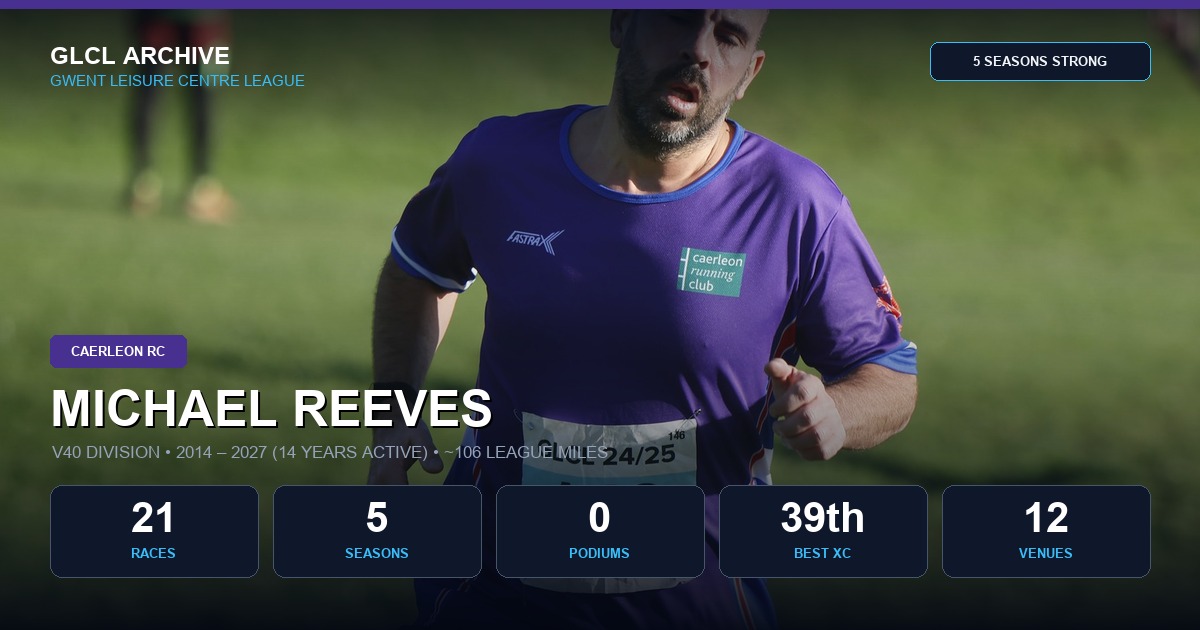 GLCL ARCHIVE
GWENT LEISURE CENTRE LEAGUE
5 SEASONS STRONG
FASTRAX
caerleon
running
club
CAERLEON RC
MICHAEL REEVES
146
GLCL 24/25
V40 DIVISION • 2014 – 2027 (14 YEARS ACTIVE) • ~106 LEAGUE MILES
21
RACES
5
SEASONS
0
PODIUMS
39th
BEST XC
12
VENUES